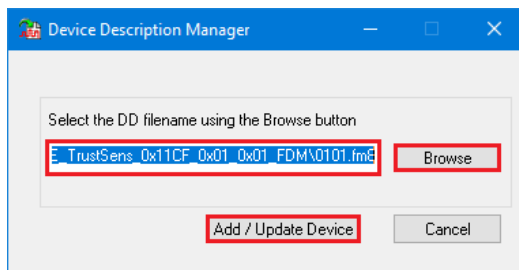 Device Description Manager
Select the DD filename using the Browse button
E_TrustSens_0x11CF_0x01_0x01_FDM\0101.fm8
Browse
Add / Update Device
Cancel